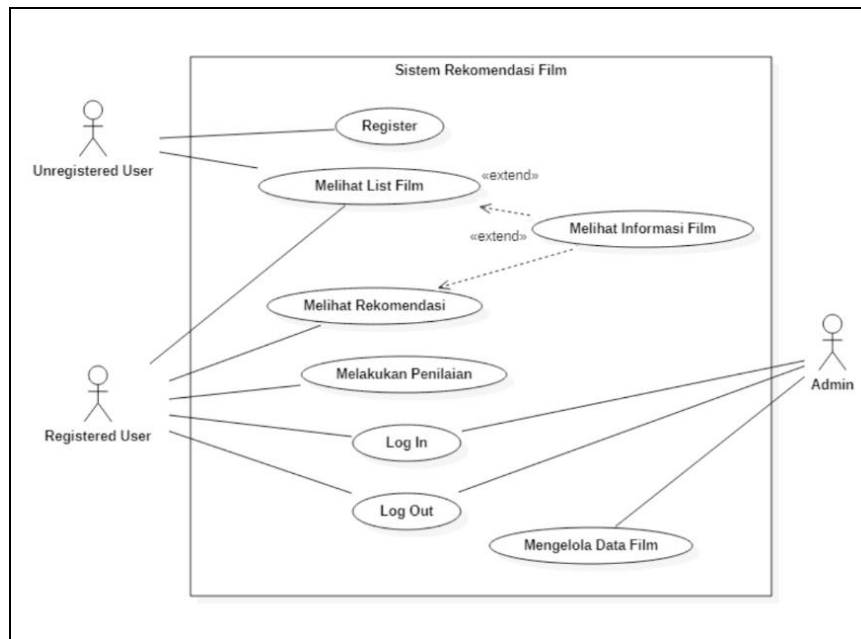 Sistem Rekomendasi Film
Register
Unregistered User
Melihat List Film
«extend»
Melihat Informasi Film
«extend»
Melihat Rekomendasi
Melakukan Penilaian
Admin
Registered User
Log In
Log Out
Mengelola Data Film